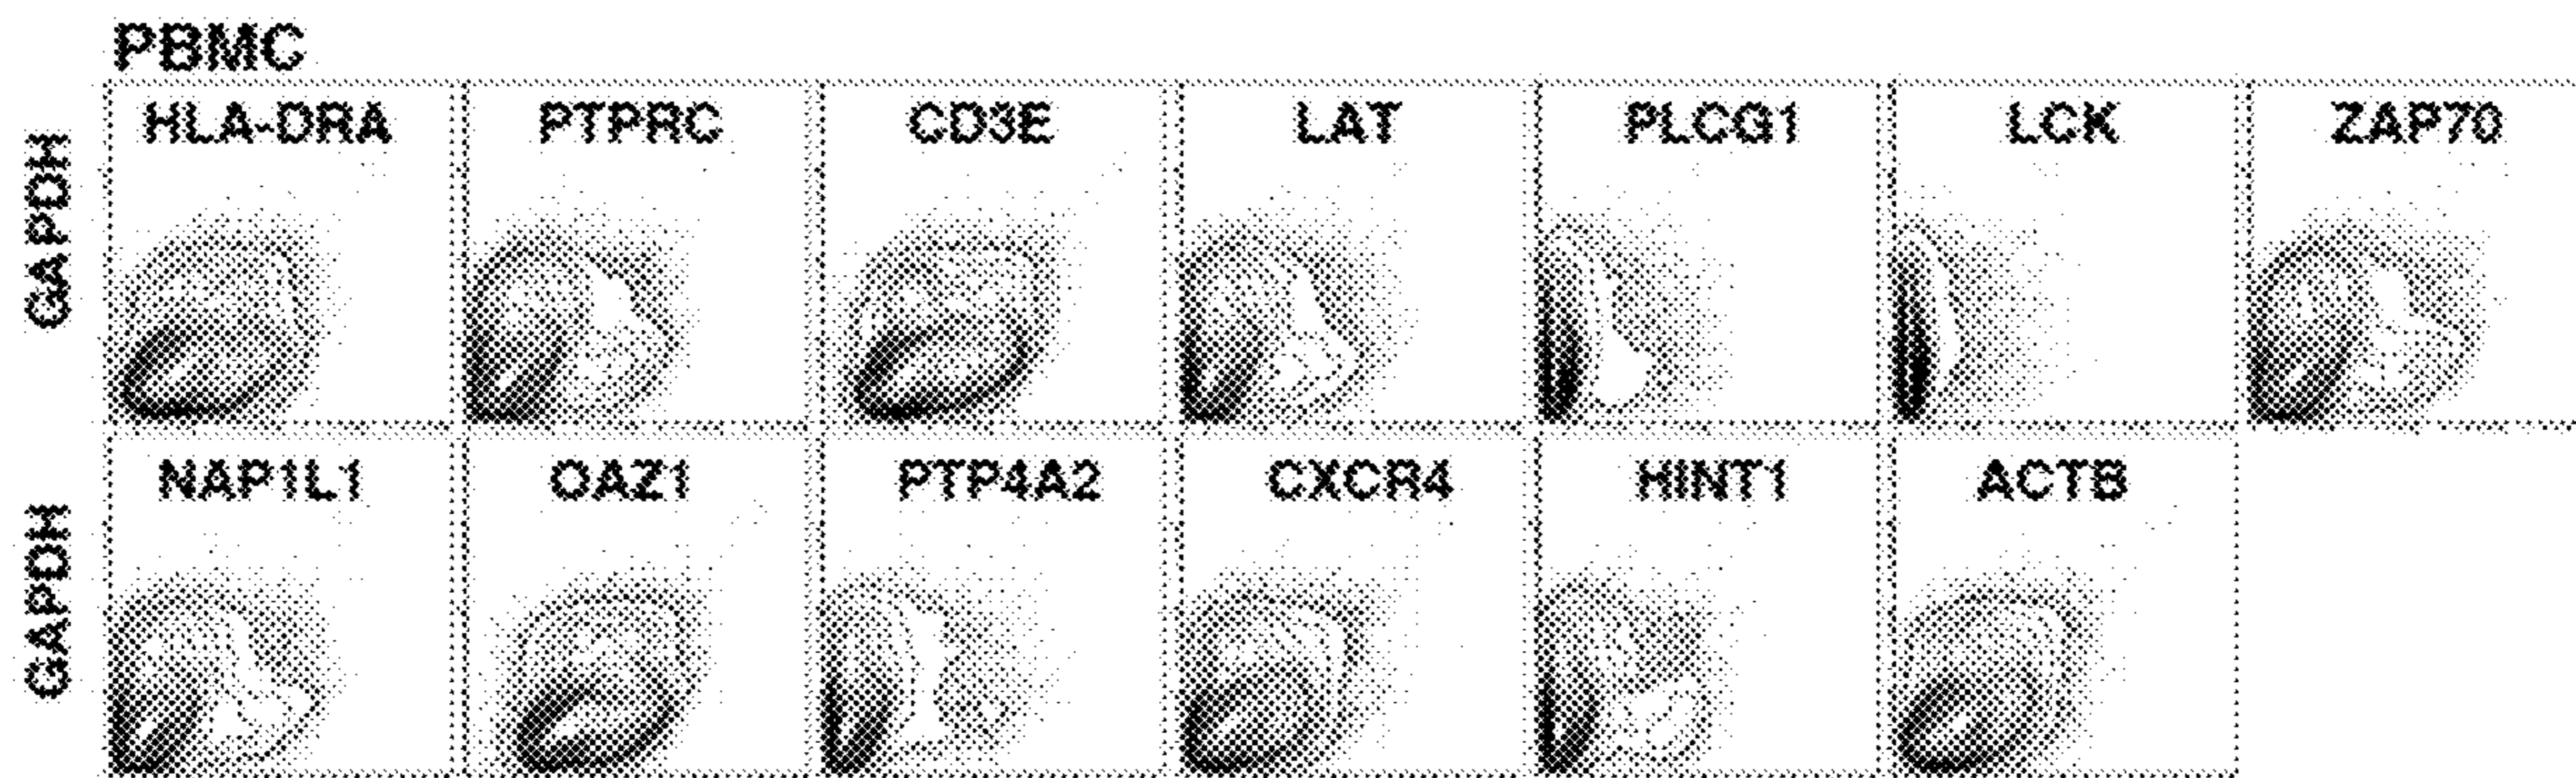 PBMC
GAPDH
HLA-DRA PTPRC CD3E LAT PLCG1 LCK ZAP70
GAPDH
NAP1L1 OAZ1 PTP4A2 CXCR4 HINT1 ACTB